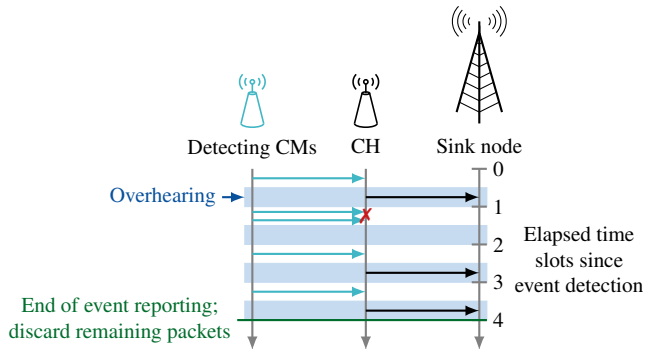 Detecting CMs
CH
Sink node
0
Overhearing
1
2
Elapsed time
slots since
event detection
3
End of event reporting;
discard remaining packets
4